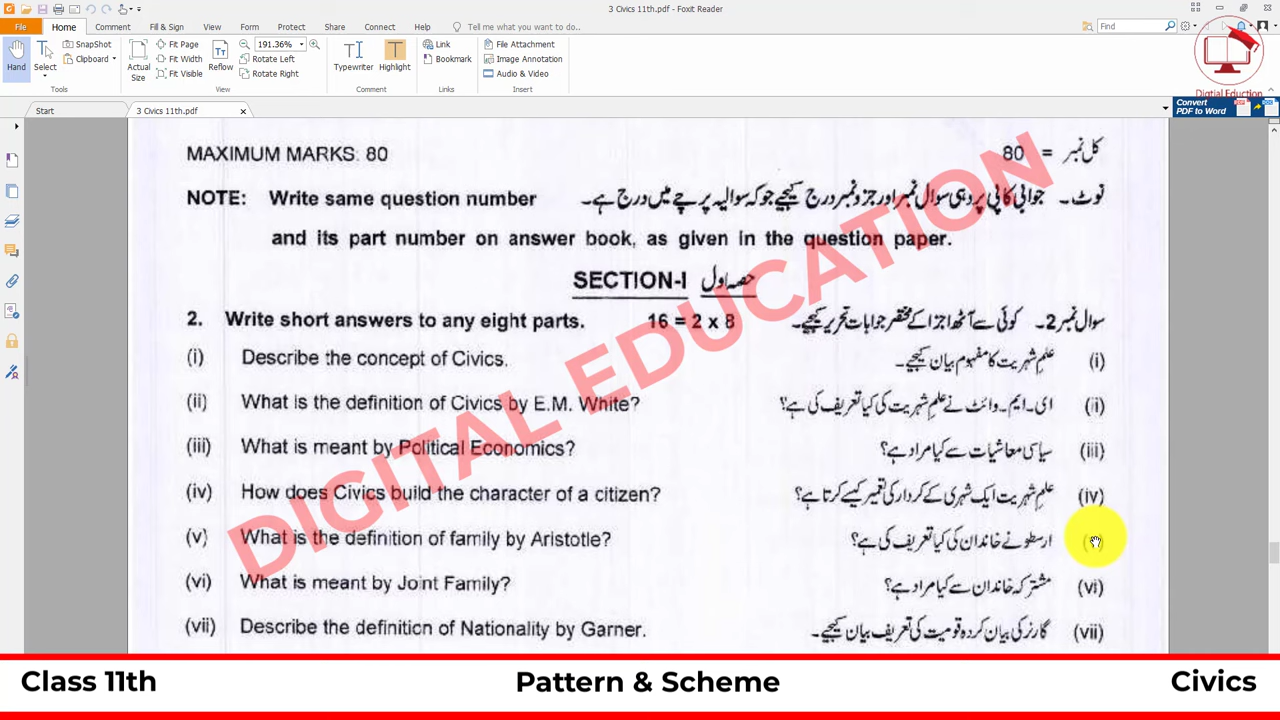 3 Civics 11th.pdf - Foxit Reader
File Home Comment Fill & Sign View Form Protect Share Connect Help Tell me what you want to do... Find
SnapShot Fit Page 191.36% Link File Attachment
Clipboard Fit Width Rotate Left Bookmark Image Annotation
Hand Select Actual Size Reflow Fit Visible Rotate Right Typewriter Highlight Audio & Video
Tools View Comment Links Insert
Digtial Eduction
Start 3 Civics 11th.pdf
Convert PDF to Word
MAXIMUM MARKS: 80 کل نمبر = 80
NOTE: Write same question number نوٹ۔ جوابی کاپی پر وہی سوال نمبر اور جزو نمبر درج کیجیے جو کہ سوالیہ پرچے میں درج ہے۔
and its part number on answer book, as given in the question paper.
SECTION-I حصہ اول
2. Write short answers to any eight parts. 16 = 2 x 8 سوال نمبر 2۔ کوئی سے آٹھ اجزا کے مختصر جوابات تحریر کیجیے۔
(i) Describe the concept of Civics. علمِ شہریت کا مفہوم بیان کیجیے۔ (i)
(ii) What is the definition of Civics by E.M. White? ای۔ایم۔وائٹ نے علمِ شہریت کی کیا تعریف کی ہے؟ (ii)
(iii) What is meant by Political Economics? سیاسی معاشیات سے کیا مراد ہے؟ (iii)
(iv) How does Civics build the character of a citizen? علمِ شہریت ایک شہری کے کردار کی تعمیر کیسے کرتا ہے؟ (iv)
(v) What is the definition of family by Aristotle? ارسطو نے خاندان کی کیا تعریف کی ہے؟
(vi) What is meant by Joint Family? مشترکہ خاندان سے کیا مراد ہے؟ (vi)
(vii) Describe the definition of Nationality by Garner. گارنر کی بیان کردہ قومیت کی تعریف بیان کیجیے۔ (vii)
DIGITAL EDUCATION
Class 11th Pattern & Scheme Civics